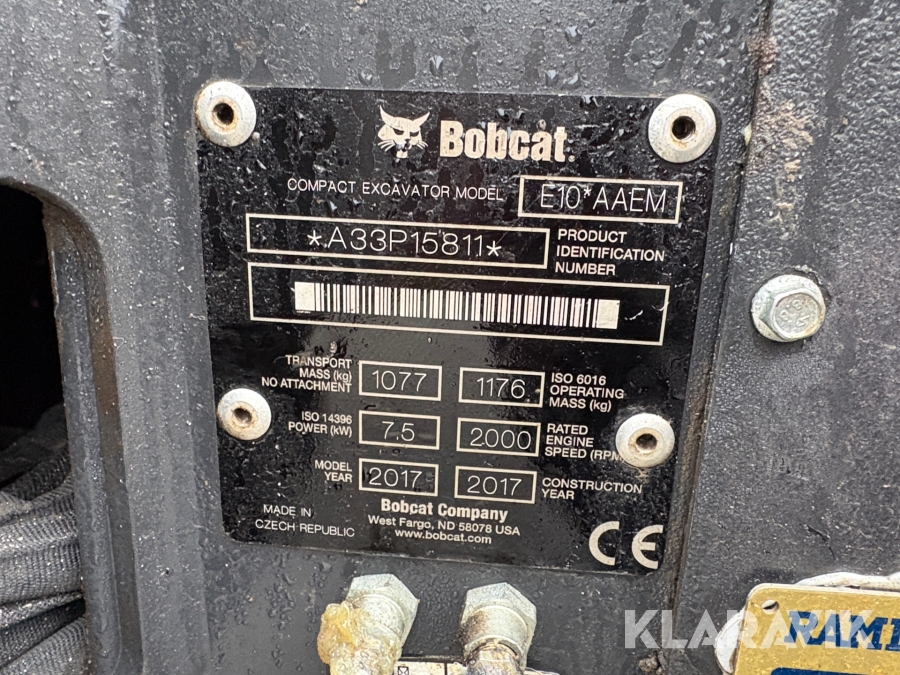 Bobcat.
COMPACT EXCAVATOR MODEL E10*AAEM
*A33P15811* PRODUCT IDENTIFICATION NUMBER
TRANSPORT MASS (kg) NO ATTACHMENT 1077 1176 ISO 6016 OPERATING MASS (kg)
ISO 14396 POWER (kW) 7.5 2000 RATED ENGINE SPEED (RPM)
MODEL YEAR 2017 2017 CONSTRUCTION YEAR
MADE IN CZECH REPUBLIC
Bobcat Company
West Fargo, ND 58078 USA
www.bobcat.com
CE
KLARAVIK